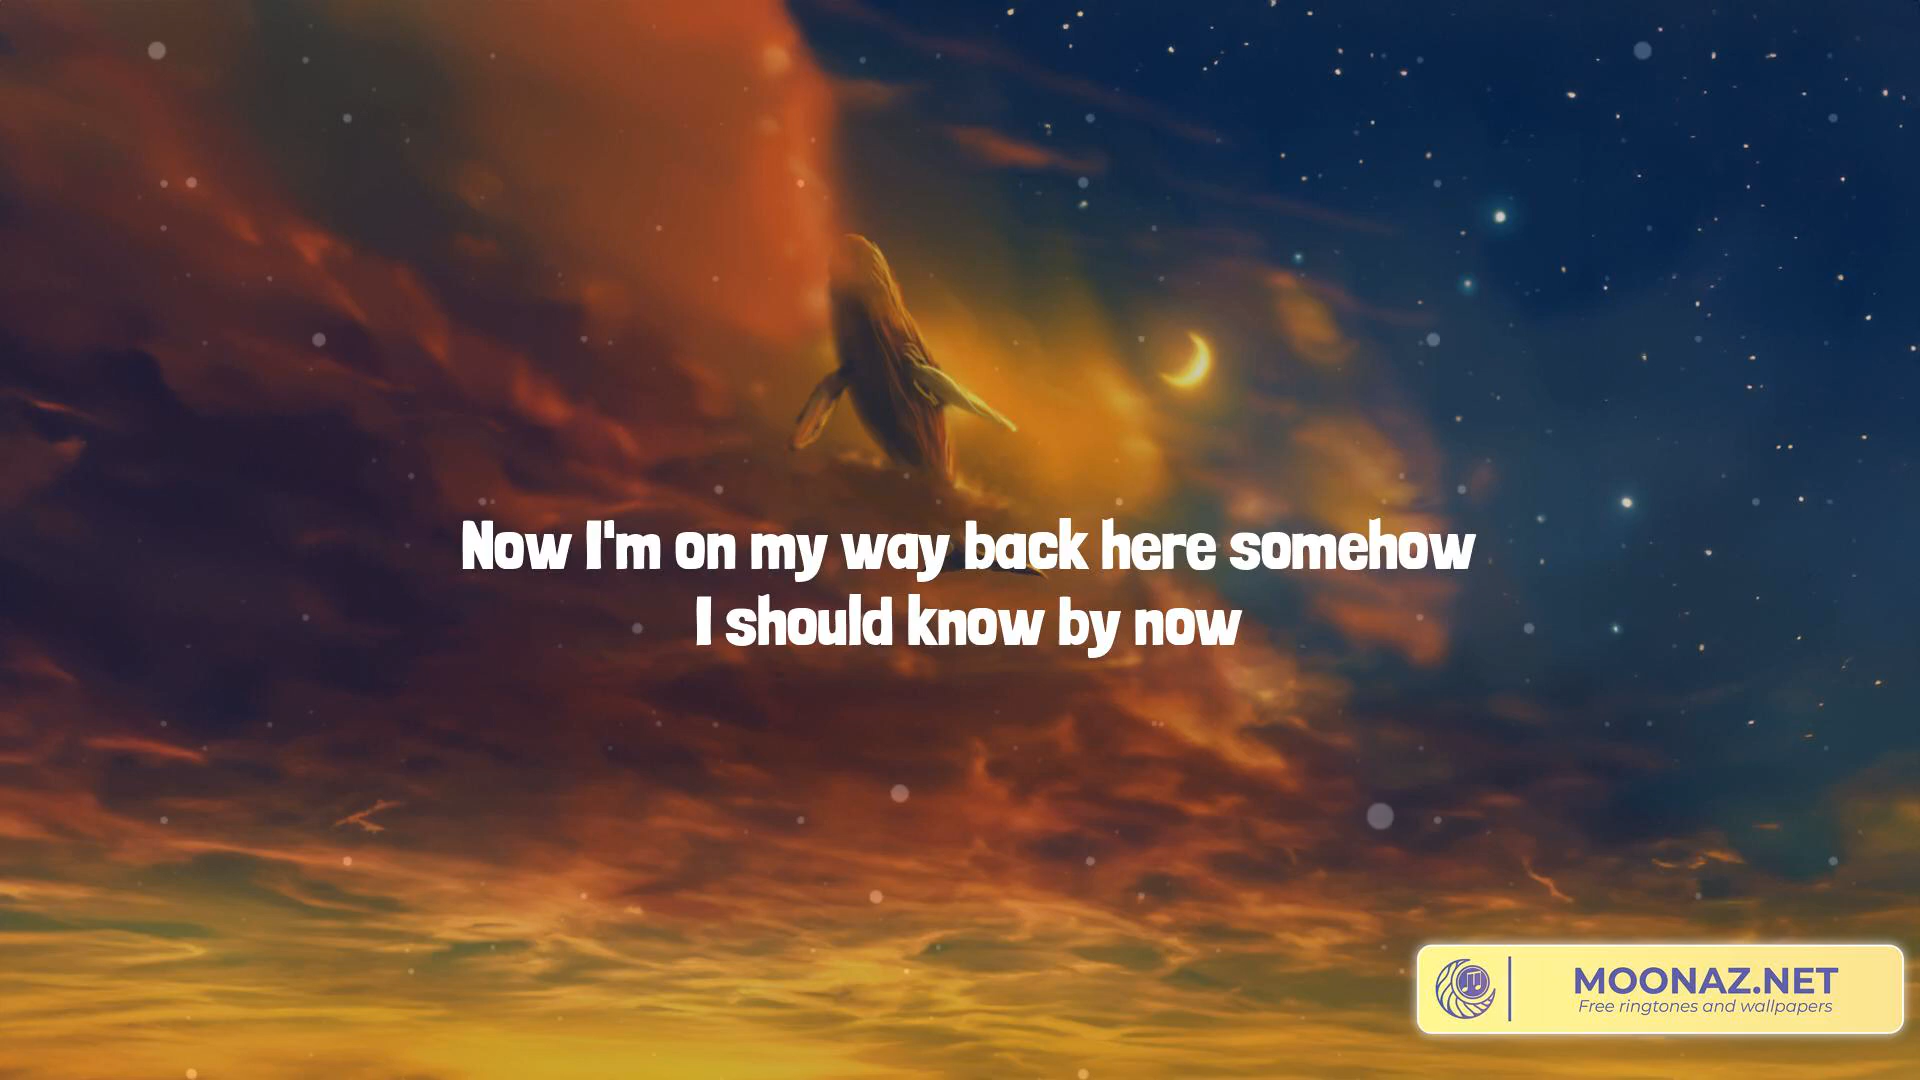 Now I'm on my way back here somehow
I should know by now
MOONAZ.NET
Free ringtones and wallpapers